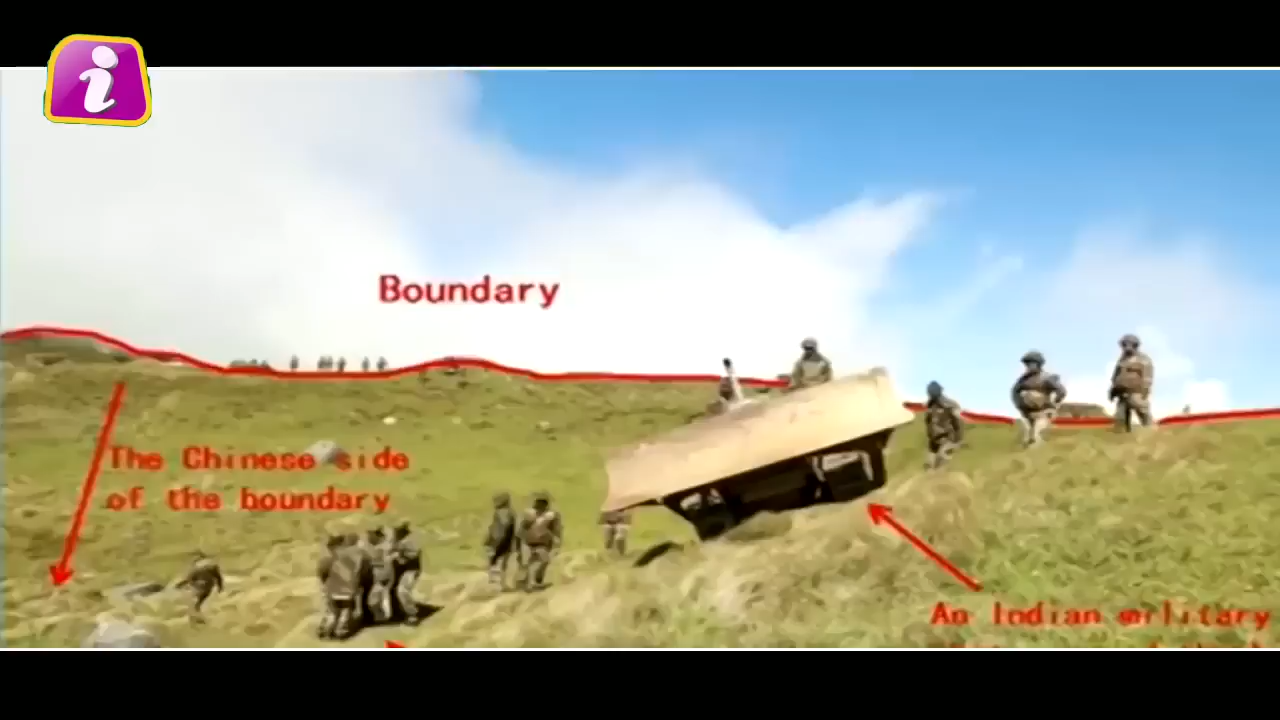 Boundary
The Chinese side
of the boundary
An Indian military